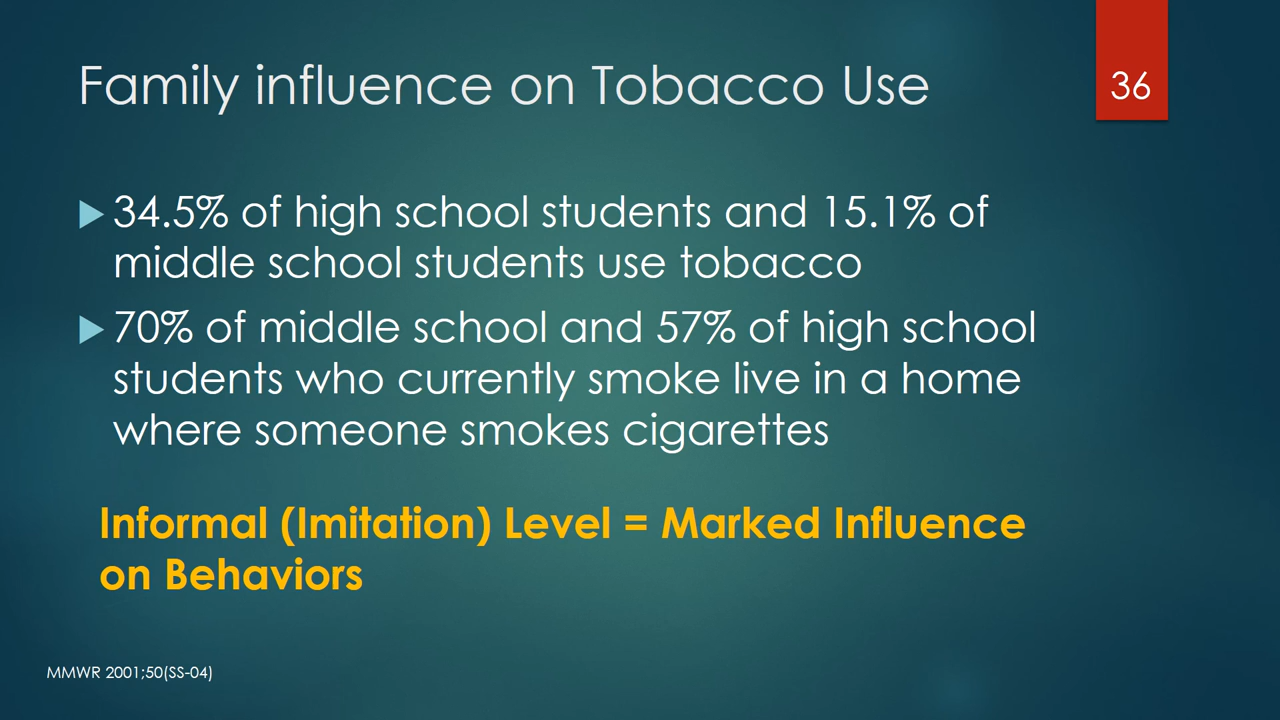 Family influence on Tobacco Use
36
34.5% of high school students and 15.1% of
middle school students use tobacco
70% of middle school and 57% of high school
students who currently smoke live in a home
where someone smokes cigarettes
Informal (Imitation) Level = Marked Influence
on Behaviors
MMWR 2001;50(SS-04)